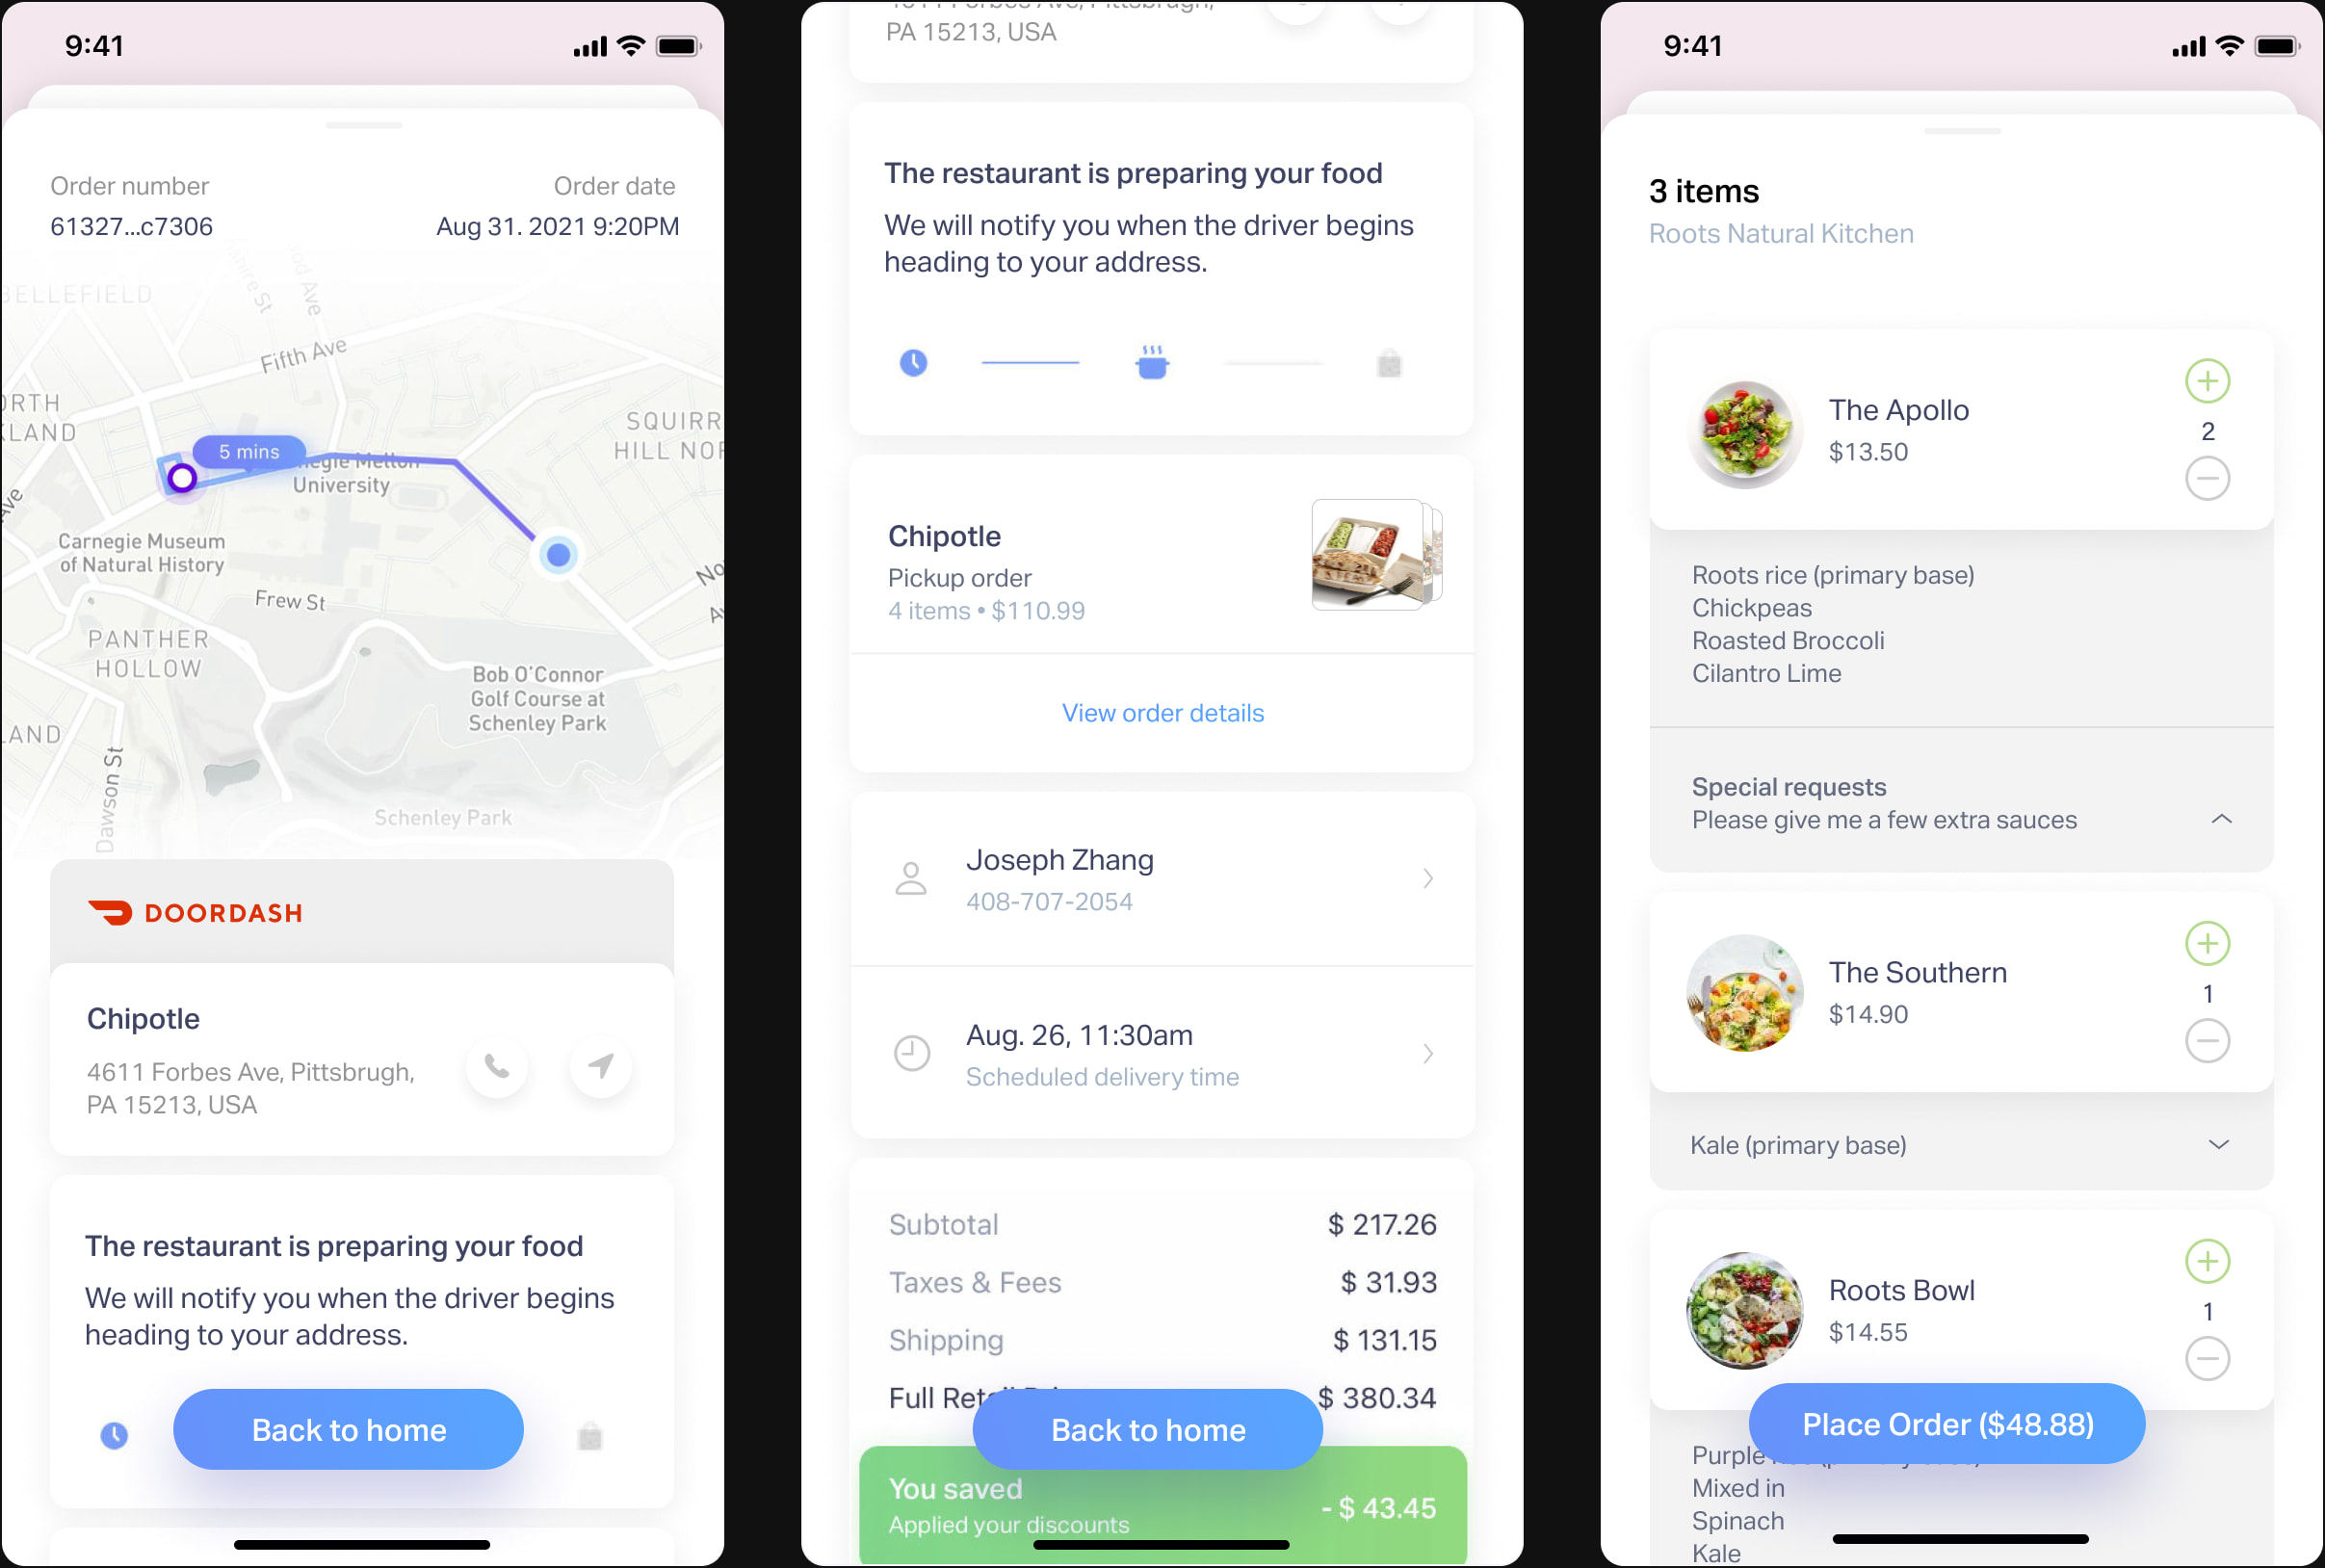 9:41
Order number
Order date
61327...c7306
Aug 31. 2021 9:20PM
BELLEFIELD
Fifth Ave
SQUIRR
HILL NOR
5 mins
University
Carnegie Museum
of Natural History
Frew St
PANTHER
HOLLOW
Bob O'Connor
Golf Course at
Schenley Park
Dawson St
Schenley Park
DOORDASH
Chipotle
4611 Forbes Ave, Pittsbrugh,
PA 15213, USA
The restaurant is preparing your food
We will notify you when the driver begins
heading to your address.
Back to home
PA 15213, USA
The restaurant is preparing your food
We will notify you when the driver begins
heading to your address.
Chipotle
Pickup order
4 items • $110.99
View order details
Joseph Zhang
408-707-2054
Aug. 26, 11:30am
Scheduled delivery time
Subtotal
$ 217.26
Taxes & Fees
$ 31.93
Shipping
$ 131.15
Full
$ 380.34
Back to home
You saved
Applied your discounts
- $ 43.45
9:41
3 items
Roots Natural Kitchen
The Apollo
$13.50
2
Roots rice (primary base)
Chickpeas
Roasted Broccoli
Cilantro Lime
Special requests
Please give me a few extra sauces
The Southern
$14.90
1
Kale (primary base)
Roots Bowl
$14.55
1
Place Order ($48.88)
Purple
Mixed in
Spinach
Kale